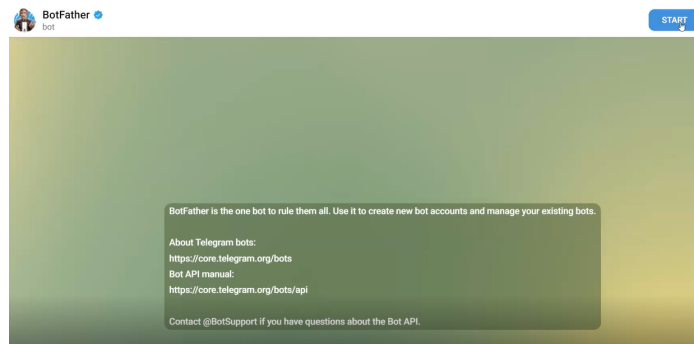 BotFather
bot
START
BotFather is the one bot to rule them all. Use it to create new bot accounts and manage your existing bots.
About Telegram bots:
https://core.telegram.org/bots
Bot API manual:
https://core.telegram.org/bots/api
Contact @BotSupport if you have questions about the Bot API.